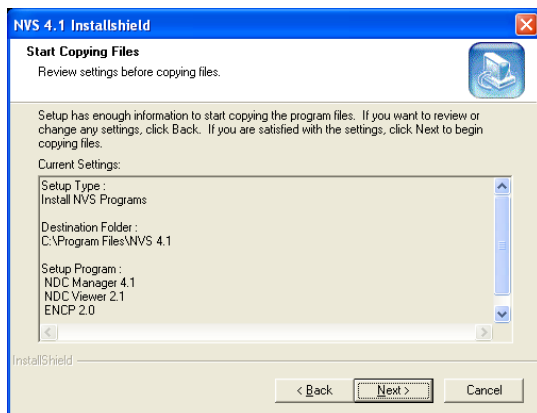 NVS 4.1 Installshield
Start Copying Files
Review settings before copying files.
Setup has enough information to start copying the program files. If you want to review or
change any settings, click Back. If you are satisfied with the settings, click Next to begin
copying files.
Current Settings:
Setup Type :
Install NVS Programs
Destination Folder :
C:\Program Files\NVS 4.1
Setup Program :
NDC Manager 4.1
NDC Viewer 2.1
ENCP 2.0
InstallShield
< Back
Next >
Cancel